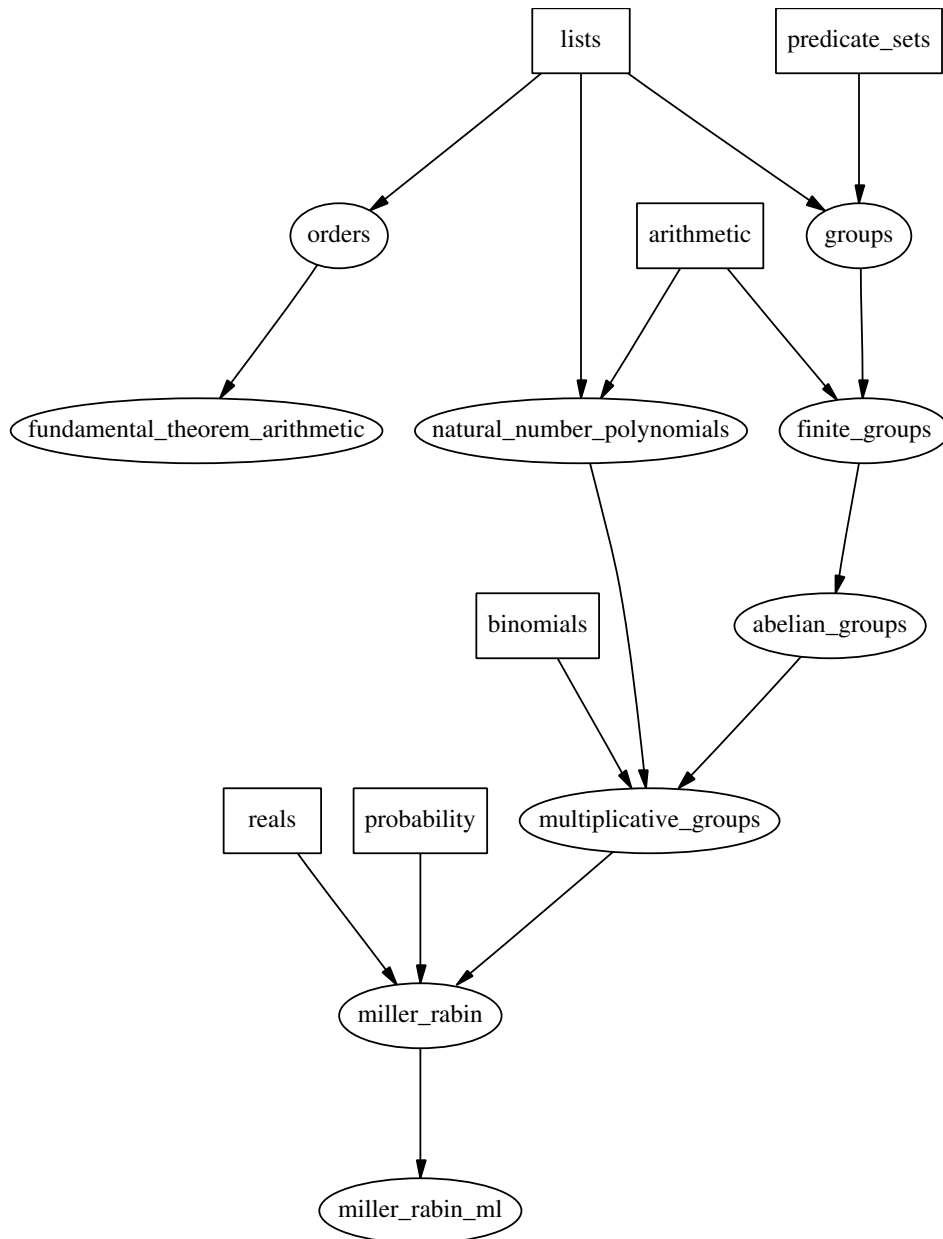 lists
predicate_sets
orders
arithmetic
groups
fundamental_theorem_arithmetic
natural_number_polynomials
finite_groups
binomials
abelian_groups
reals
probability
multiplicative_groups
miller_rabin
miller_rabin_ml